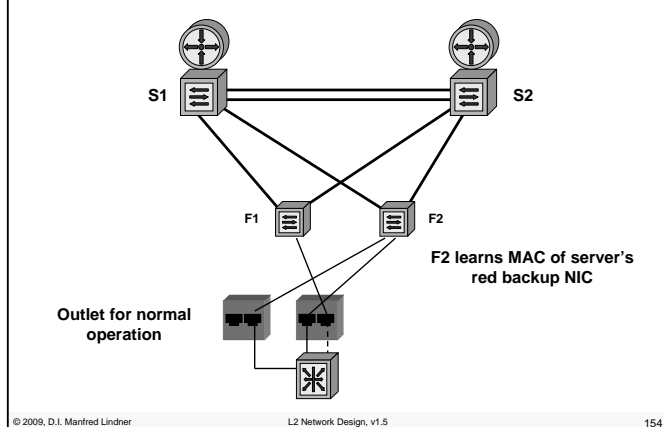 S1
S2
F1
F2
F2 learns MAC of server's
red backup NIC
Outlet for normal
operation
© 2009, D.I. Manfred Lindner
L2 Network Design, v1.5
154